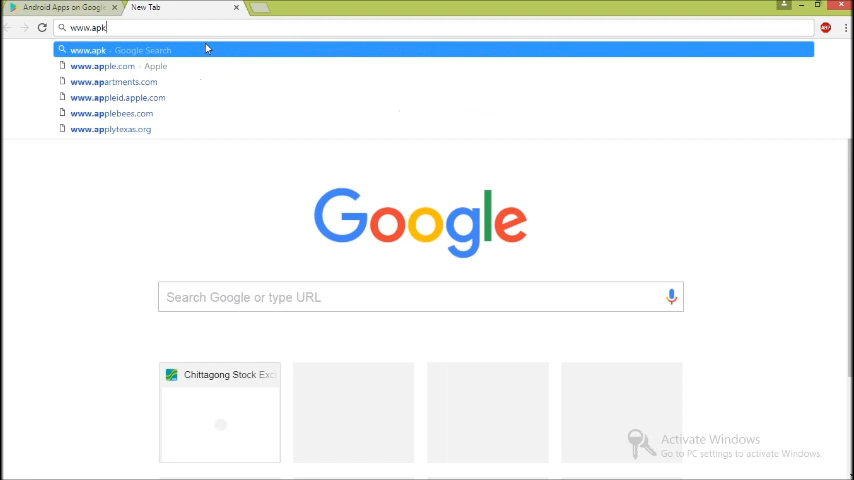 Android Apps on Google
New Tab
www.apk
www.apk - Google Search
www.apple.com - Apple
www.apartments.com
www.appleid.apple.com
www.applebees.com
www.applytexas.org
Google
Search Google or type URL
Chittagong Stock Exc
Activate Windows
Go to PC settings to activate Windows.